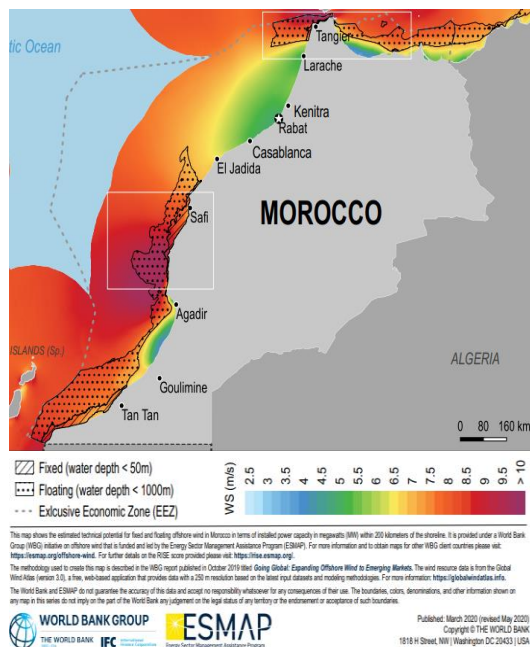 tic Ocean
Tangier
Larache
Kenitra
Rabat
Casablanca
El Jadida
Safi
MOROCCO
Agadir
ISLANDS (Sp.)
ALGERIA
Goulimine
Tan Tan
0 80 160 km
Fixed (water depth < 50m)
Floating (water depth < 1000m)
Exlcusive Economic Zone (EEZ)
WS (m/s)
2.5
3
3.5
4
4.5
5
5.5
6
6.5
7
7.5
8
8.5
9
9.5
> 10
This map shows the estimated technical potential for fixed and floating offshore wind in Morocco in terms of installed power capacity in megawatts (MW) within 200 kilometers of the shoreline. It is provided under a World Bank
Group (WBG) initiative on offshore wind that is funded and led by the Energy Sector Management Assistance Program (ESMAP). For more information and to obtain maps for other WBG client countries please visit:
https://esmap.org/offshore-wind. For further details on the RISE score provided please visit: https://rise.esmap.org/.
The methodology used to create this map is described in the WBG report published in October 2019 titled Going Global: Expanding Offshore Wind to Emerging Markets. The wind resource data is from the Global
Wind Atlas (version 3.0), a free, web-based application that provides data with a 250 m resolution based on the latest input datasets and modeling methodologies. For more information: https://globalwindatlas.info.
The World Bank and ESMAP do not guarantee the accuracy of this data and accept no responsibility whatsoever for any consequences of their use. The boundaries, colors, denominations, and other information shown on
any map in this series do not imply on the part of the World Bank any judgement on the legal status of any territory or the endorsement or acceptance of such boundaries.
WORLD BANK GROUP
THE WORLD BANK
IFC
ESMAP
Energy Sector Management Assistance Program
Published: March 2020 (revised May 2020)
Copyright © THE WORLD BANK
1818 H Street, NW | Washington DC 20433 | USA